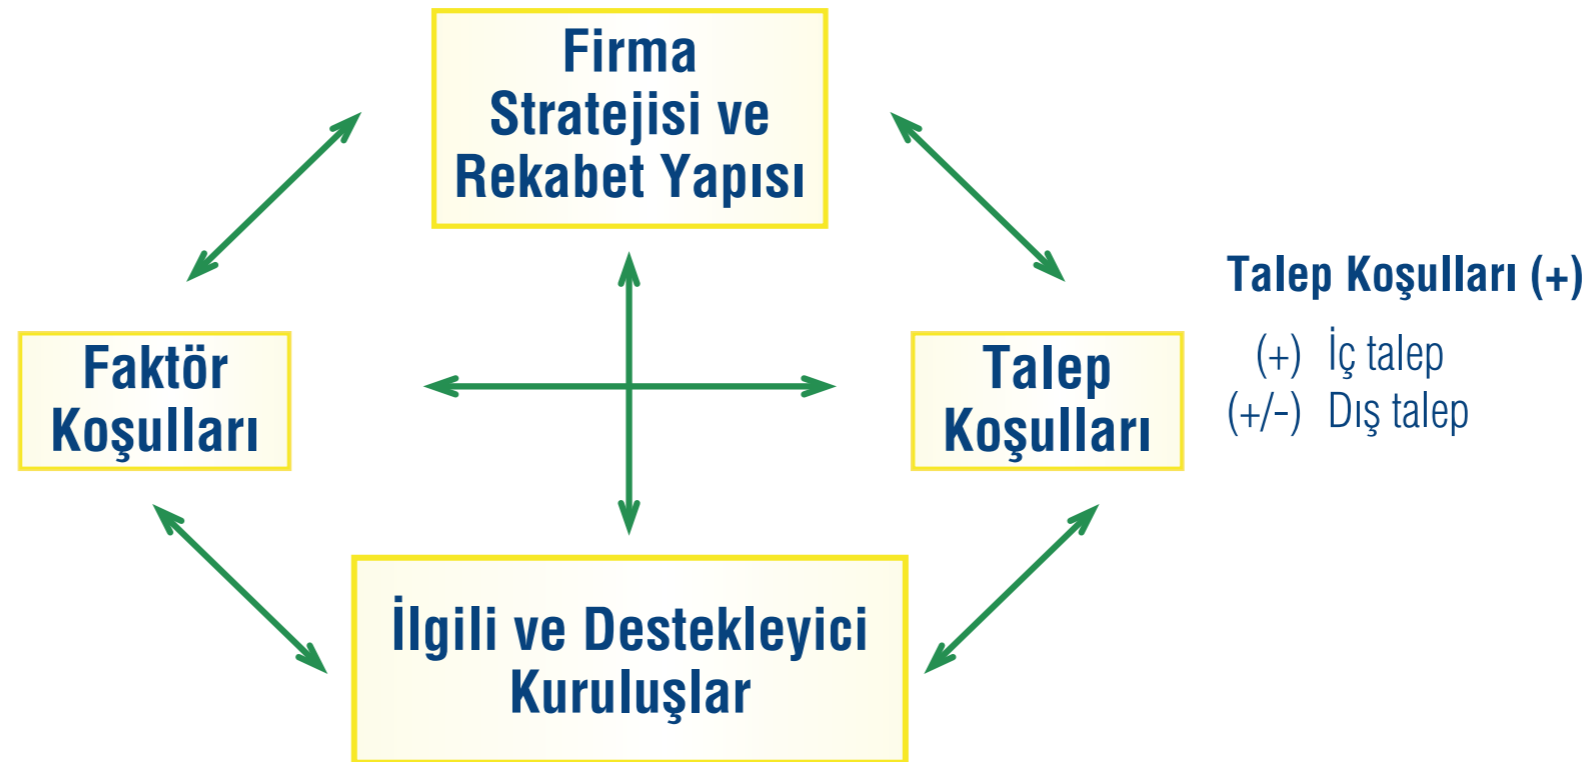 Firma
Stratejisi ve
Rekabet Yapısı
Faktör
Koşulları
Talep
Koşulları
Talep Koşulları (+)
(+) İç talep
(+/-) Dış talep
İlgili ve Destekleyici
Kuruluşlar